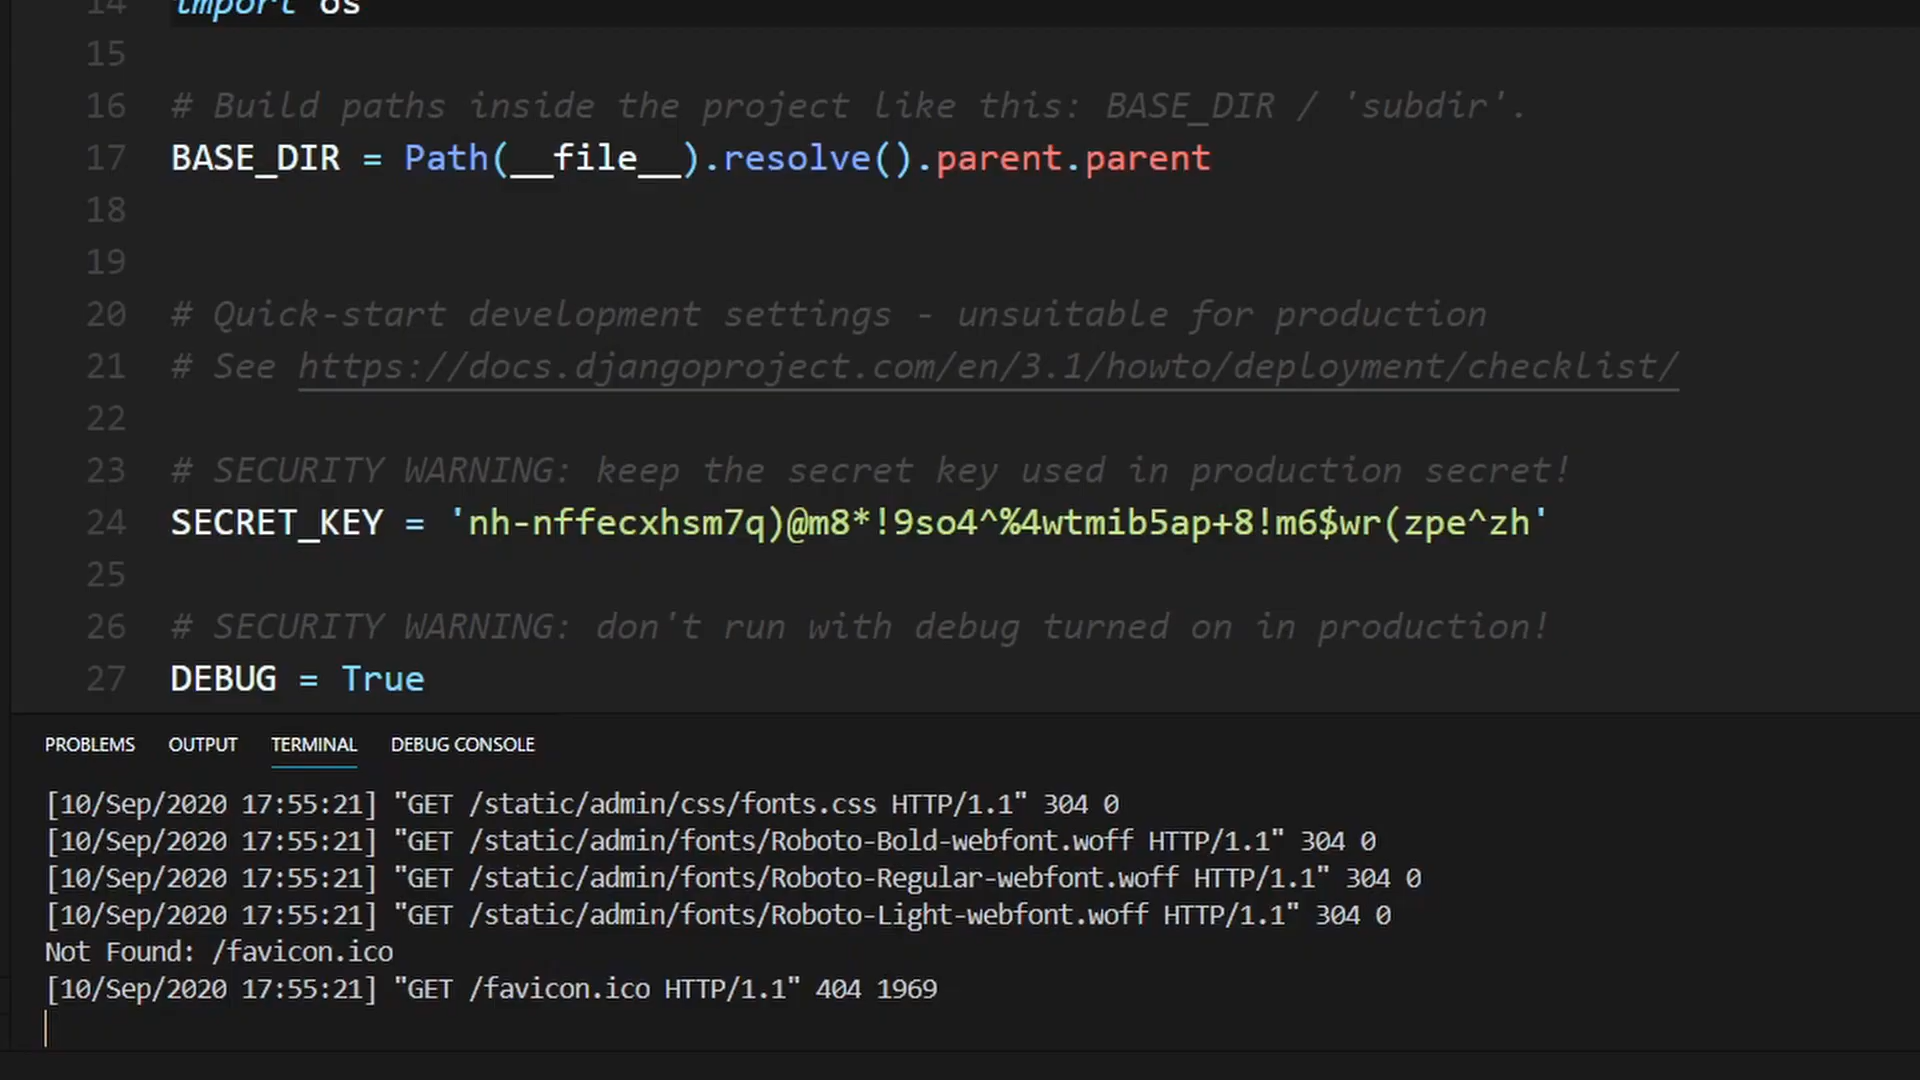 14 import os
15
16 # Build paths inside the project like this: BASE_DIR / 'subdir'.
17 BASE_DIR = Path(__file__).resolve().parent.parent
18
19
20 # Quick-start development settings - unsuitable for production
21 # See https://docs.djangoproject.com/en/3.1/howto/deployment/checklist/
22
23 # SECURITY WARNING: keep the secret key used in production secret!
24 SECRET_KEY = 'nh-nffecxhsm7q)@m8*!9so4^%4wtmib5ap+8!m6$wr(zpe^zh'
25
26 # SECURITY WARNING: don't run with debug turned on in production!
27 DEBUG = True
PROBLEMS OUTPUT TERMINAL DEBUG CONSOLE
[10/Sep/2020 17:55:21] "GET /static/admin/css/fonts.css HTTP/1.1" 304 0
[10/Sep/2020 17:55:21] "GET /static/admin/fonts/Roboto-Bold-webfont.woff HTTP/1.1" 304 0
[10/Sep/2020 17:55:21] "GET /static/admin/fonts/Roboto-Regular-webfont.woff HTTP/1.1" 304 0
[10/Sep/2020 17:55:21] "GET /static/admin/fonts/Roboto-Light-webfont.woff HTTP/1.1" 304 0
Not Found: /favicon.ico
[10/Sep/2020 17:55:21] "GET /favicon.ico HTTP/1.1" 404 1969